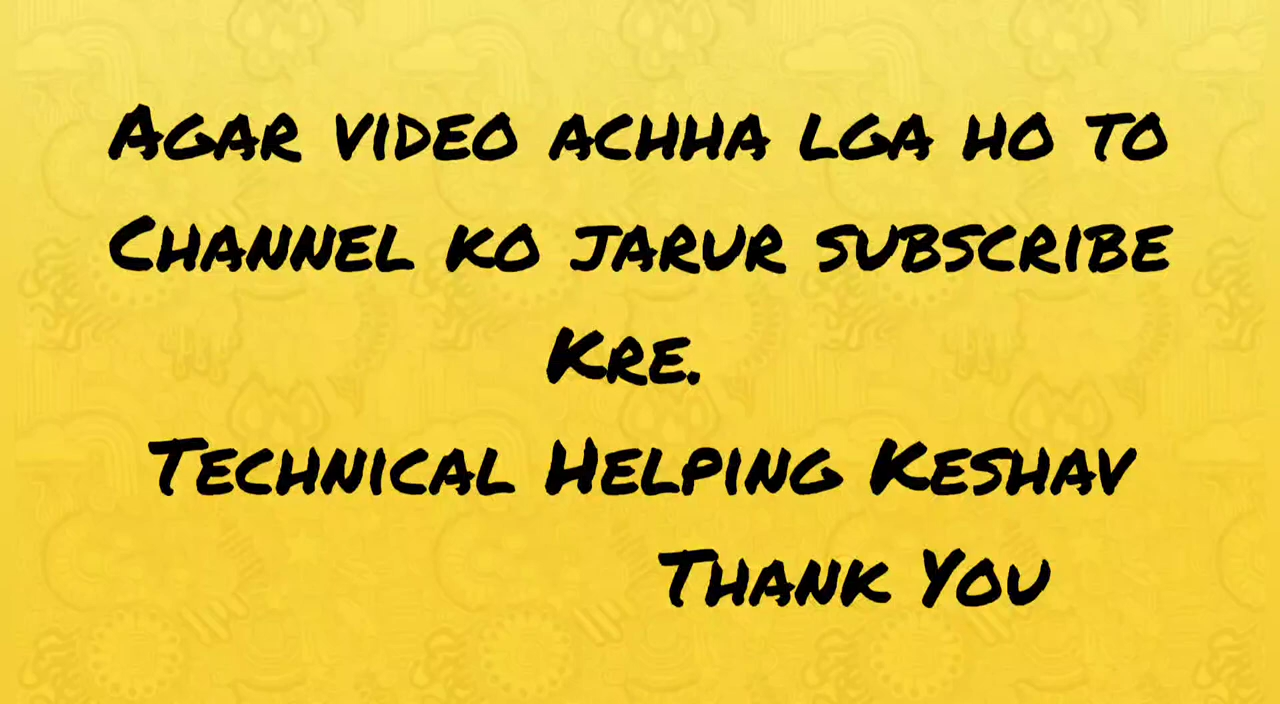 Agar video achha lga ho to
Channel ko jarur subscribe
Kre.
Technical Helping Keshav
Thank You